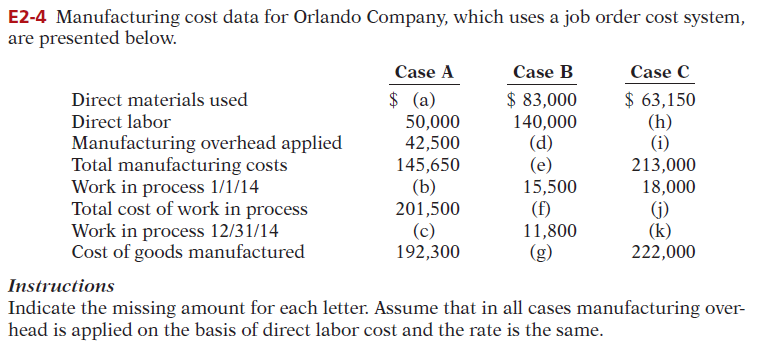 E2-4 Manufacturing cost data for Orlando Company, which uses a job order cost system,
are presented below.
Case A Case B Case C
Direct materials used $ (a) $ 83,000 $ 63,150
Direct labor 50,000 140,000 (h)
Manufacturing overhead applied 42,500 (d) (i)
Total manufacturing costs 145,650 (e) 213,000
Work in process 1/1/14 (b) 15,500 18,000
Total cost of work in process 201,500 (f) (j)
Work in process 12/31/14 (c) 11,800 (k)
Cost of goods manufactured 192,300 (g) 222,000
Instructions
Indicate the missing amount for each letter. Assume that in all cases manufacturing over-
head is applied on the basis of direct labor cost and the rate is the same.